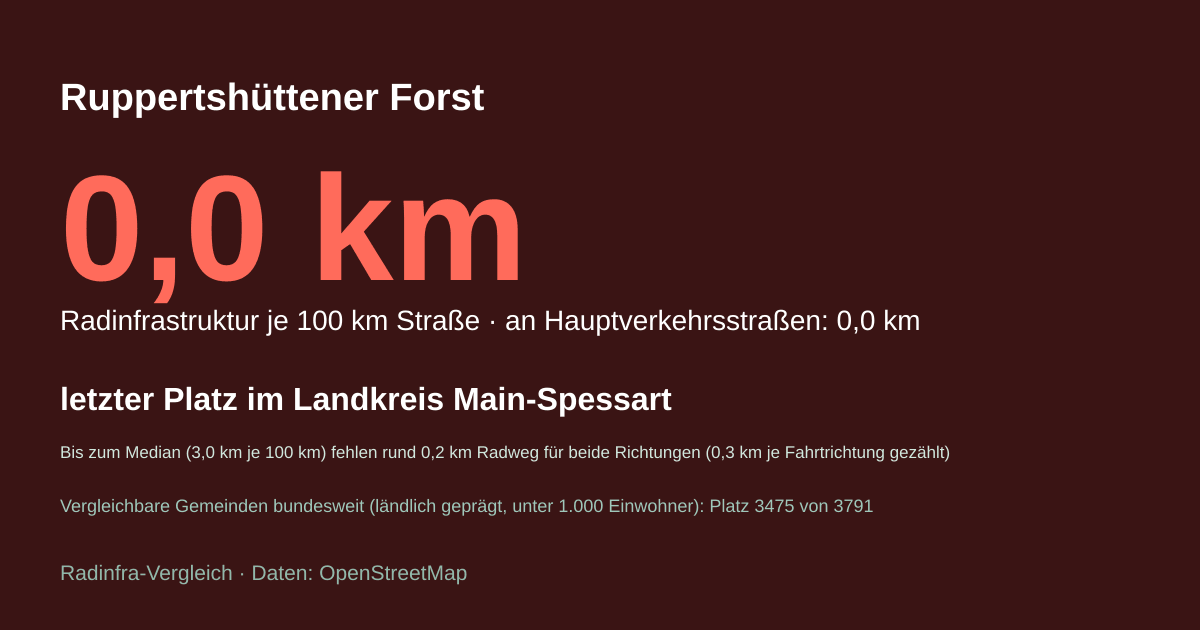 Ruppertshüttener Forst
0,0 km
Radinfrastruktur je 100 km Straße · an Hauptverkehrsstraßen: 0,0 km
letzter Platz im Landkreis Main-Spessart
Bis zum Median (3,0 km je 100 km) fehlen rund 0,2 km Radweg für beide Richtungen (0,3 km je Fahrtrichtung gezählt)
Vergleichbare Gemeinden bundesweit (ländlich geprägt, unter 1.000 Einwohner): Platz 3475 von 3791
Radinfra-Vergleich · Daten: OpenStreetMap